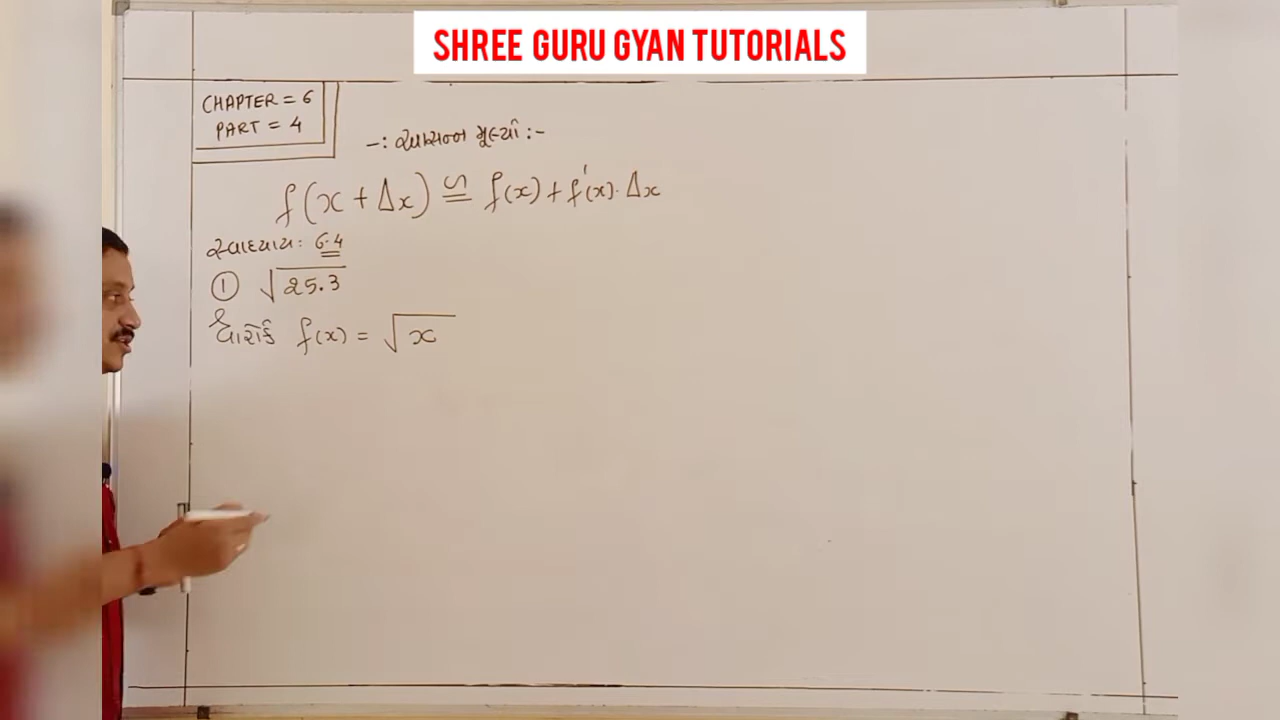 SHREE GURU GYAN TUTORIALS
CHAPTER = 6
PART = 4
-: આસન્ન મૂલ્યો :-
f(x + Δx) ≌ f(x) + f'(x)· Δx
સ્વાધ્યાય: 6.4
① √25.3
ધારોકે f(x) = √x